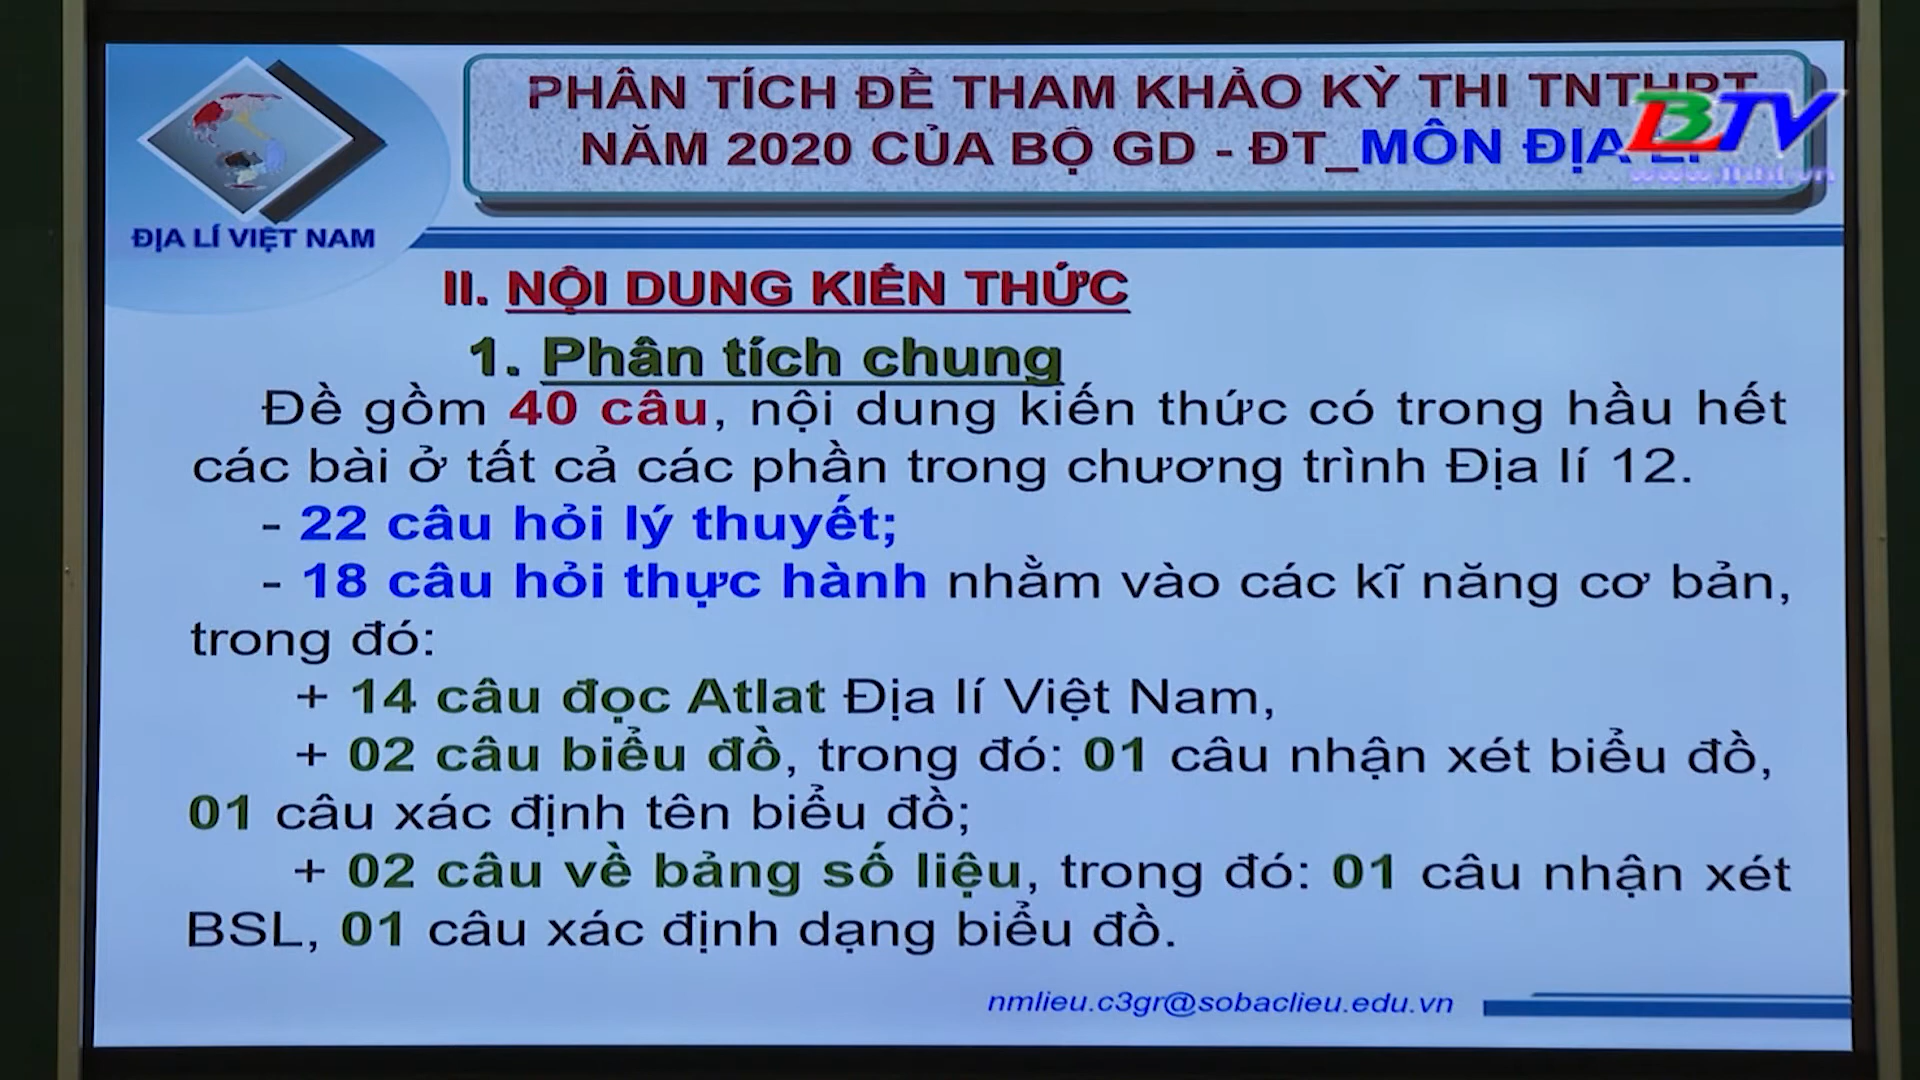 PHÂN TÍCH ĐỀ THAM KHẢO KỲ THI TNTHPT
NĂM 2020 CỦA BỘ GD - ĐT_MÔN ĐỊA LÍ
BTV
ĐỊA LÍ VIỆT NAM
II. NỘI DUNG KIẾN THỨC
1. Phân tích chung
Đề gồm 40 câu, nội dung kiến thức có trong hầu hết
các bài ở tất cả các phần trong chương trình Địa lí 12.
- 22 câu hỏi lý thuyết;
- 18 câu hỏi thực hành nhằm vào các kĩ năng cơ bản,
trong đó:
+ 14 câu đọc Atlat Địa lí Việt Nam,
+ 02 câu biểu đồ, trong đó: 01 câu nhận xét biểu đồ,
01 câu xác định tên biểu đồ;
+ 02 câu về bảng số liệu, trong đó: 01 câu nhận xét
BSL, 01 câu xác định dạng biểu đồ.
nmlieu.c3gr@sobaclieu.edu.vn